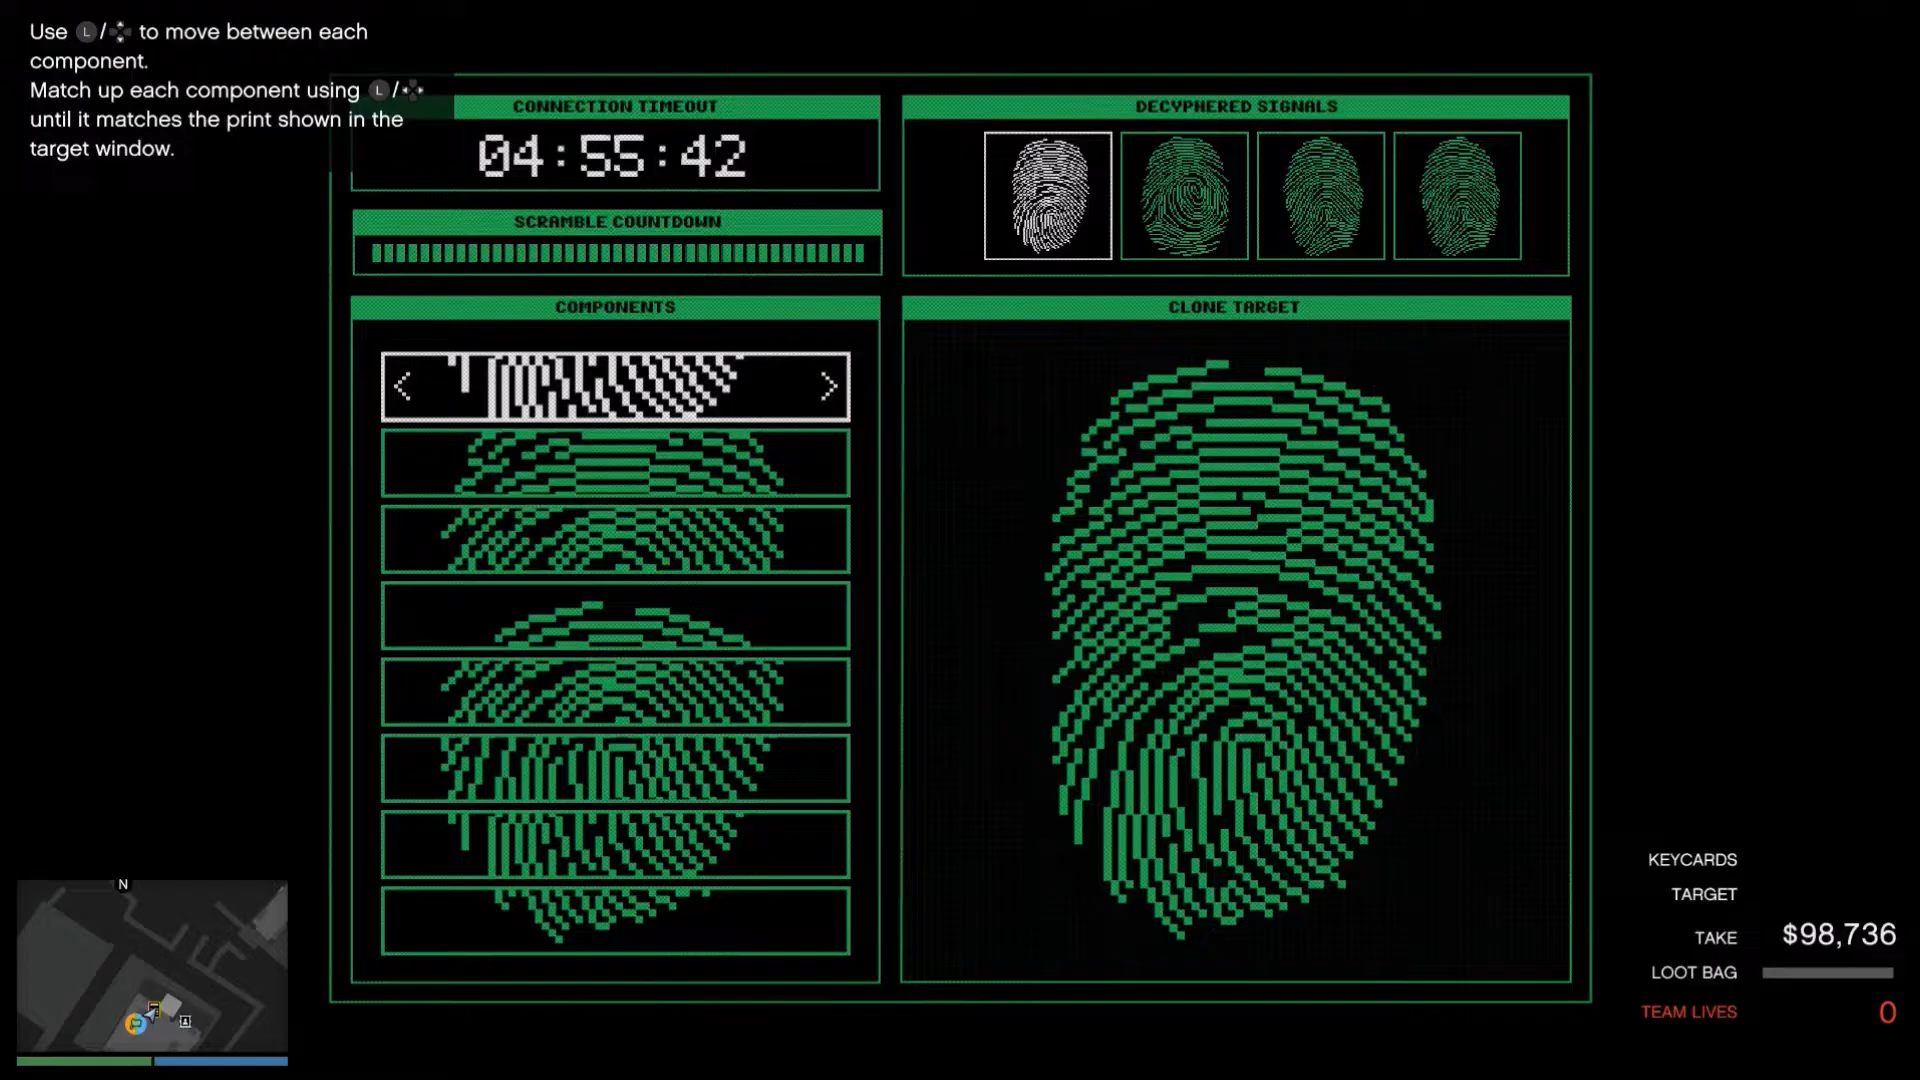 Use L / to move between each
component.
Match up each component using L /
until it matches the print shown in the
target window.
CONNECTION TIMEOUT
04:55:42
SCRAMBLE COUNTDOWN
DECYPHERED SIGNALS
COMPONENTS
CLONE TARGET
N
KEYCARDS
TARGET
TAKE $98,736
LOOT BAG
TEAM LIVES 0